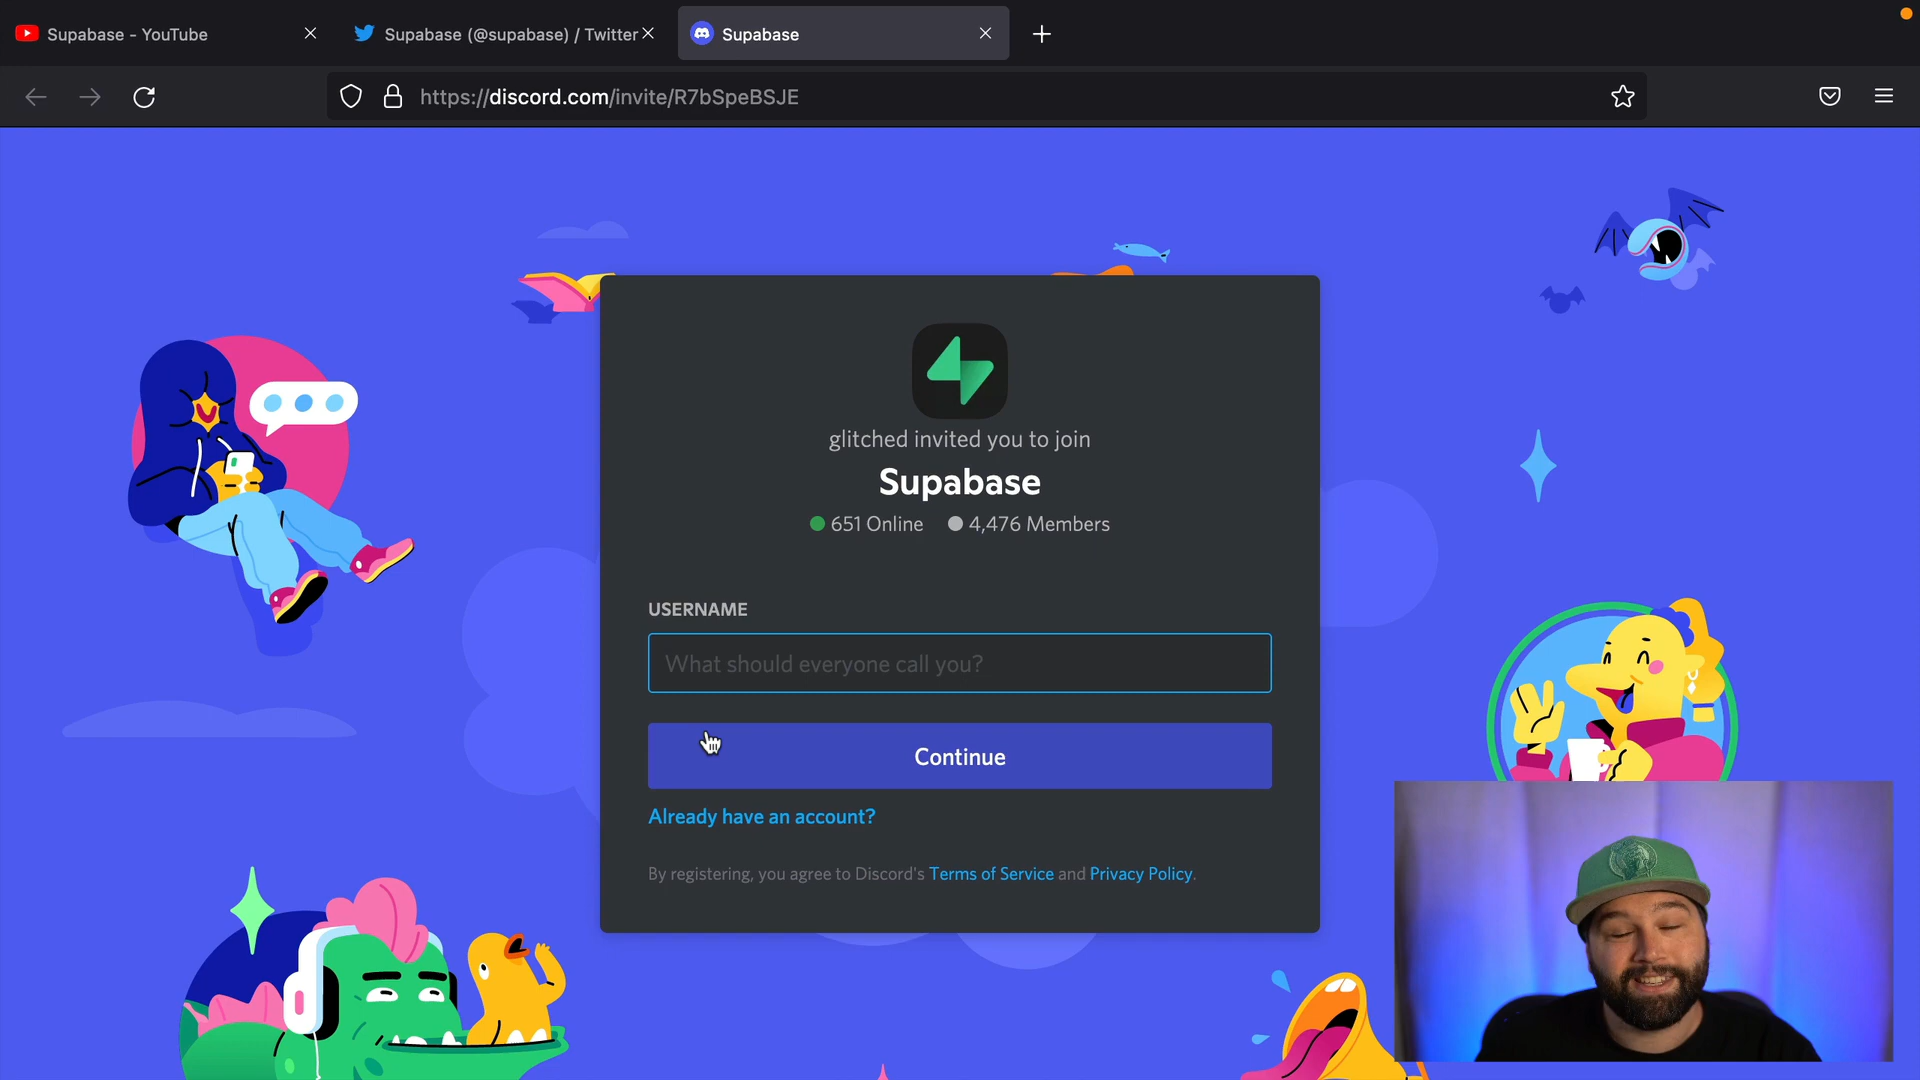 Supabase - YouTube
Supabase (@supabase) / Twitter
Supabase
https://discord.com/invite/R7bSpeBSJE
glitched invited you to join
Supabase
651 Online 4,476 Members
USERNAME
What should everyone call you?
Continue
Already have an account?
By registering, you agree to Discord's Terms of Service and Privacy Policy.